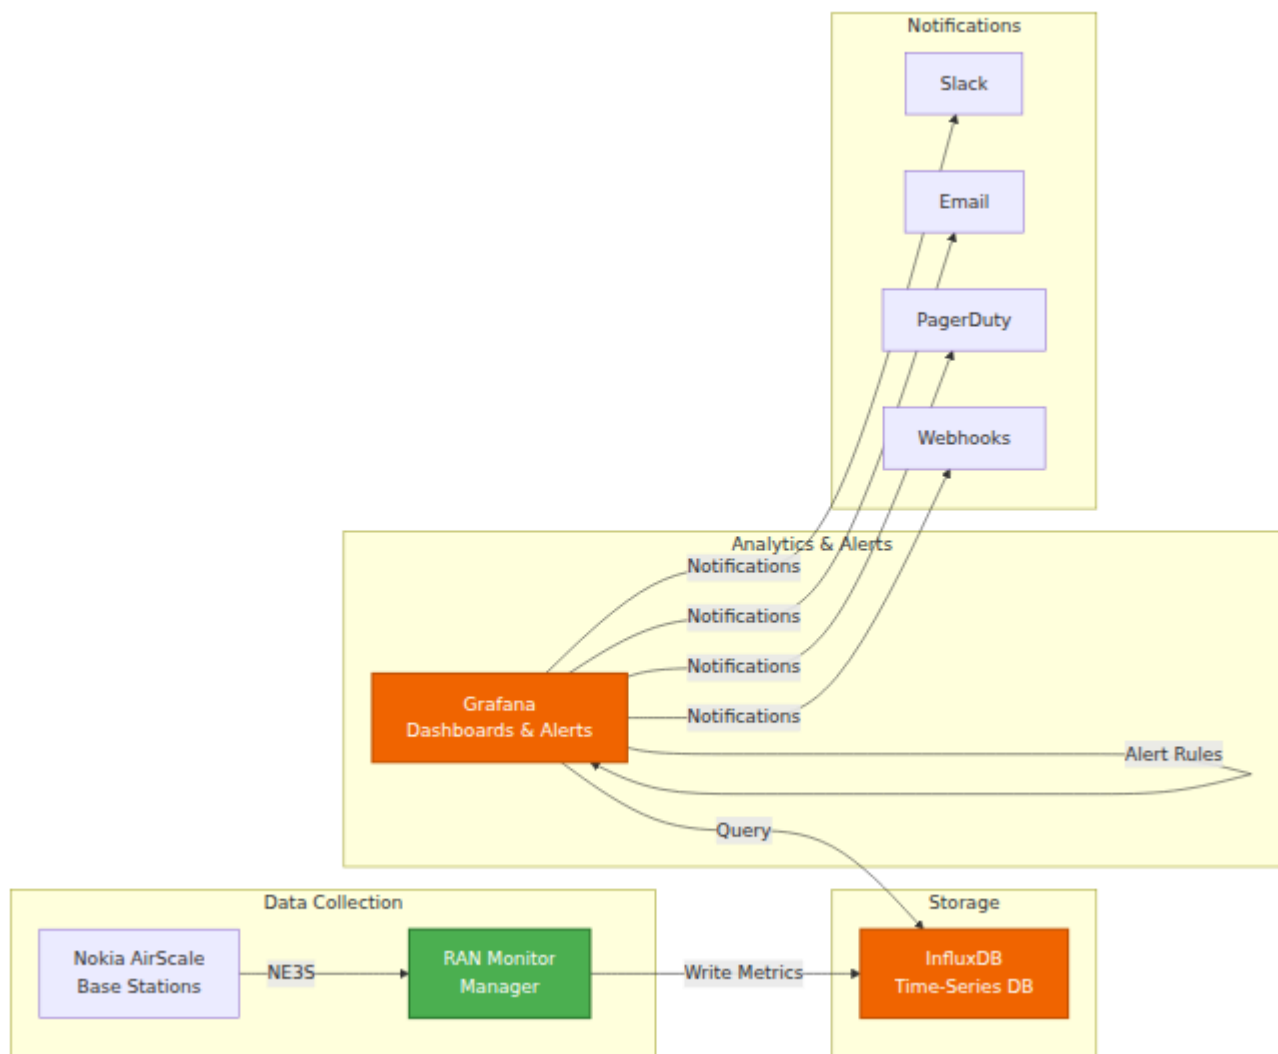 Notifications
Slack
Email
PagerDuty
Webhooks
Analytics & Alerts
Notifications
Notifications
Notifications
Notifications
Grafana
Dashboards & Alerts
Alert Rules
Query
Data Collection
Nokia AirScale
Base Stations
NE3S
RAN Monitor
Manager
Write Metrics
Storage
InfluxDB
Time-Series DB